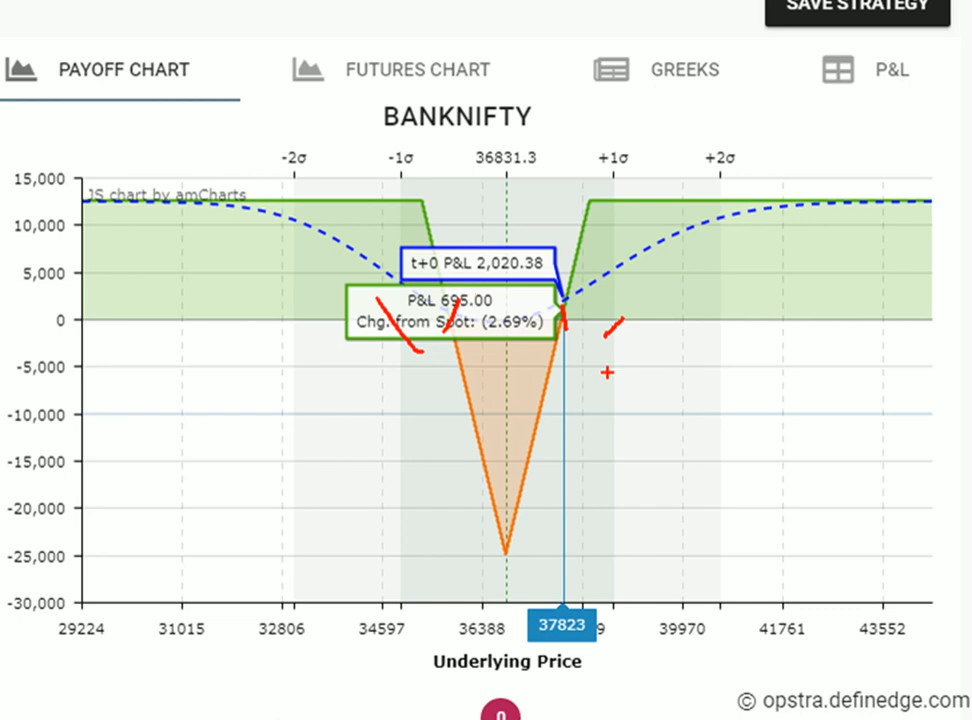 SAVE STRATEGY
PAYOFF CHART FUTURES CHART GREEKS P&L
BANKNIFTY
-2σ -1σ 36831.3 +1σ +2σ
15,000
JS chart by amCharts
10,000
t+0 P&L 2,020.38
5,000
P&L 695.00
0
Chg. from Spot: (2.69%)
-5,000
-10,000
-15,000
-20,000
-25,000
-30,000
29224 31015 32806 34597 36388 37823 9 39970 41761 43552
Underlying Price
© opstra.definedge.com